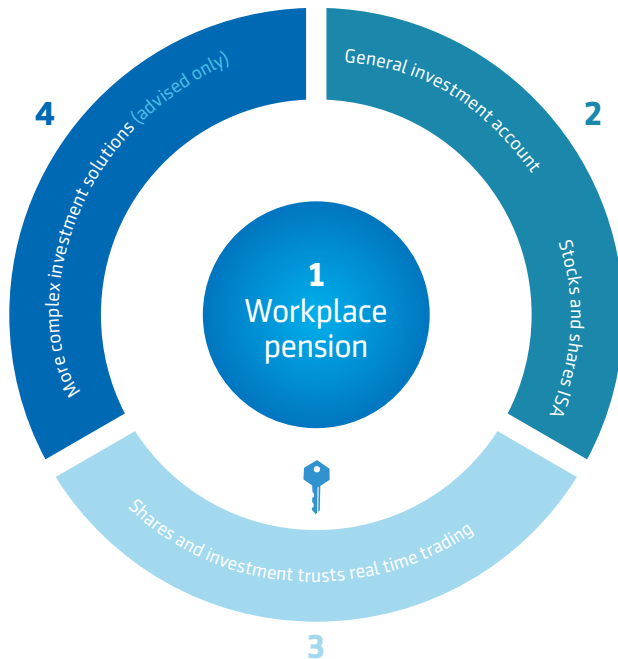 1
Workplace
pension
General investment account
Stocks and shares ISA
2
Shares and investment trusts real time trading
3
More complex investment solutions (advised only)
4